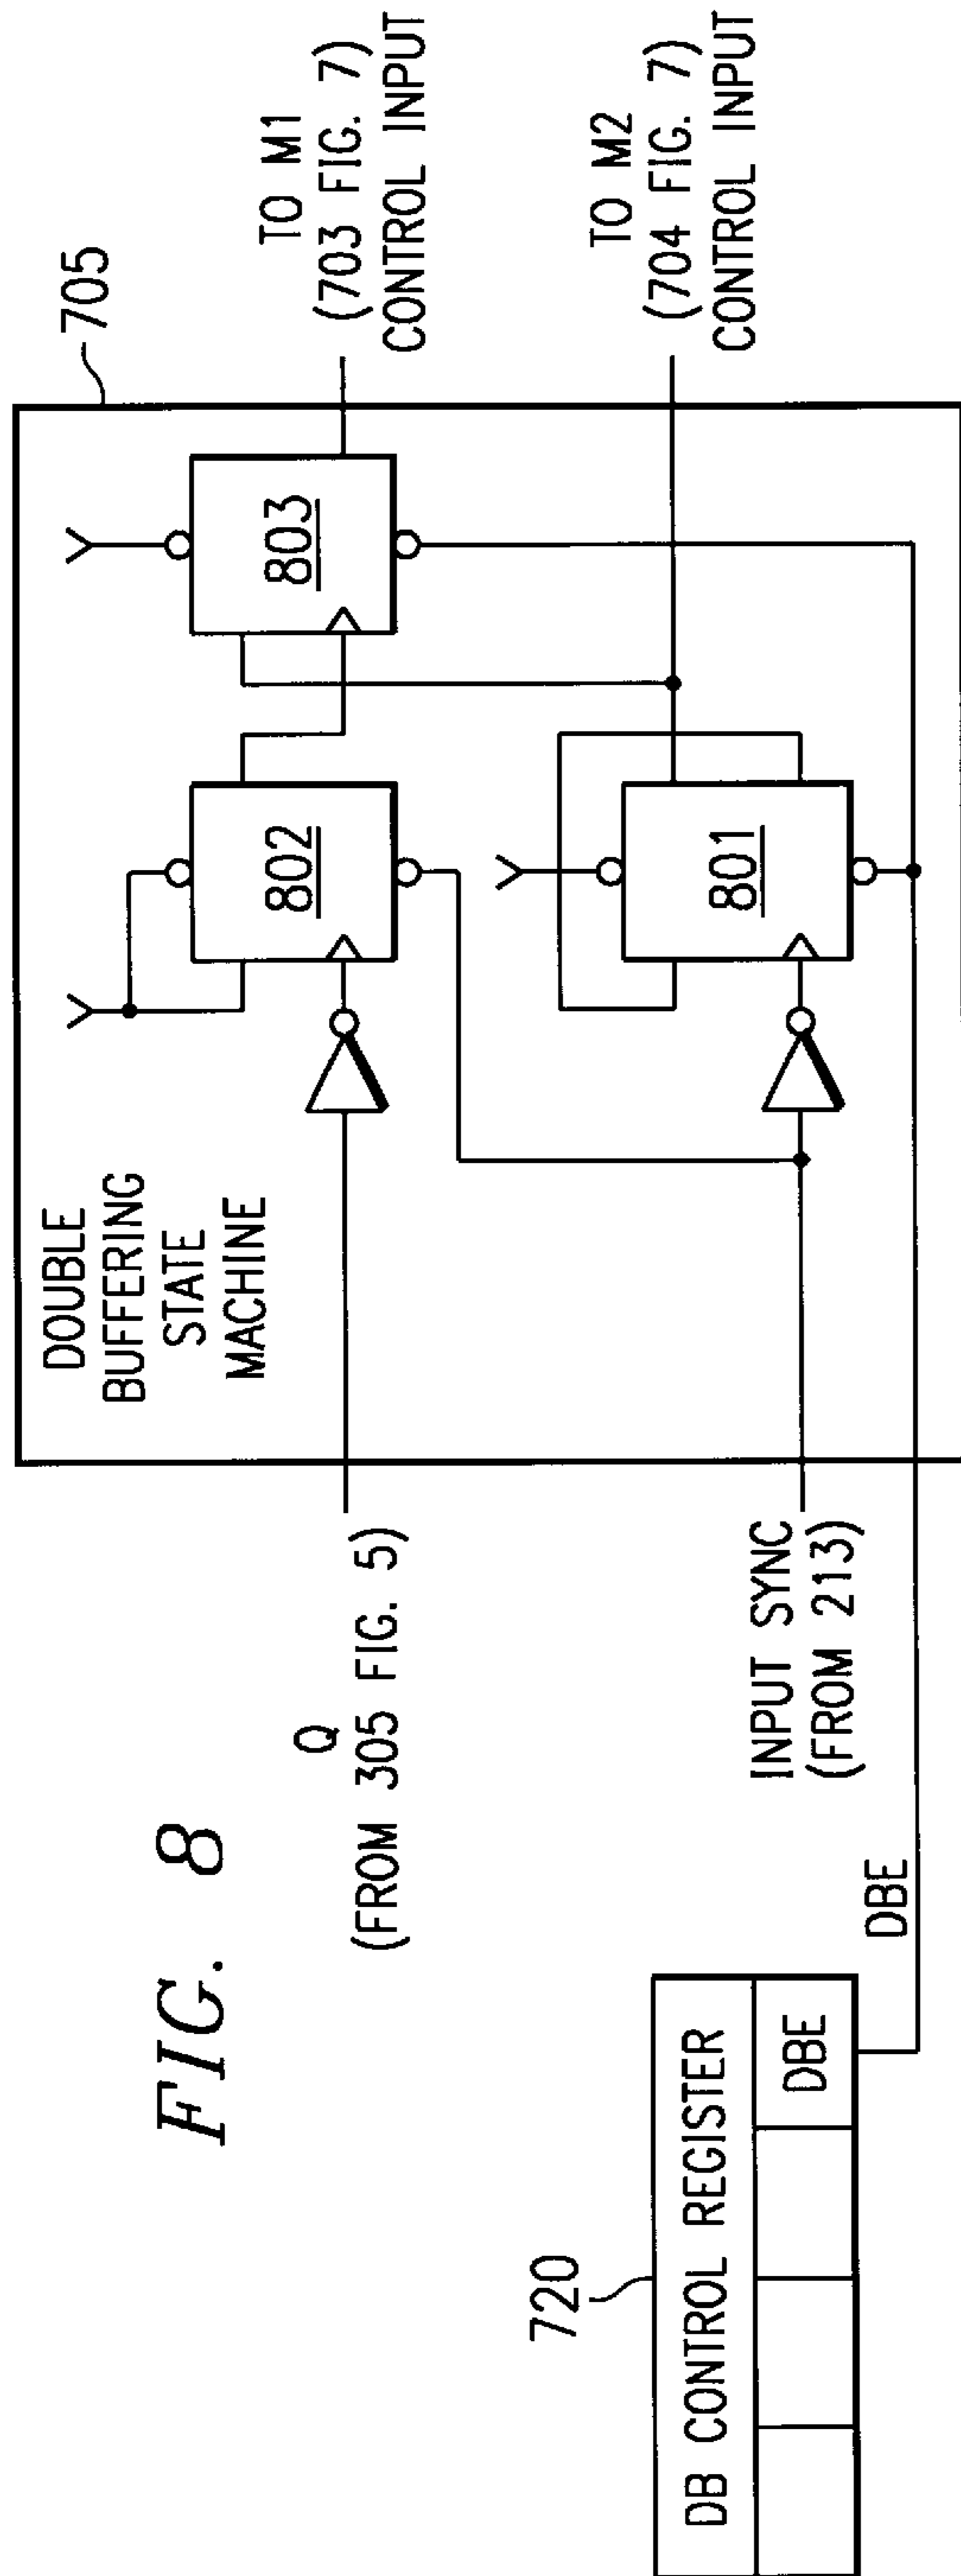 FIG. 8
DOUBLE
BUFFERING
STATE
MACHINE
705
802
803
801
TO M1
(703 FIG. 7)
CONTROL INPUT
TO M2
(704 FIG. 7)
CONTROL INPUT
Q
(FROM 305 FIG. 5)
INPUT SYNC
(FROM 213)
720
DB CONTROL REGISTER
DBE
DBE